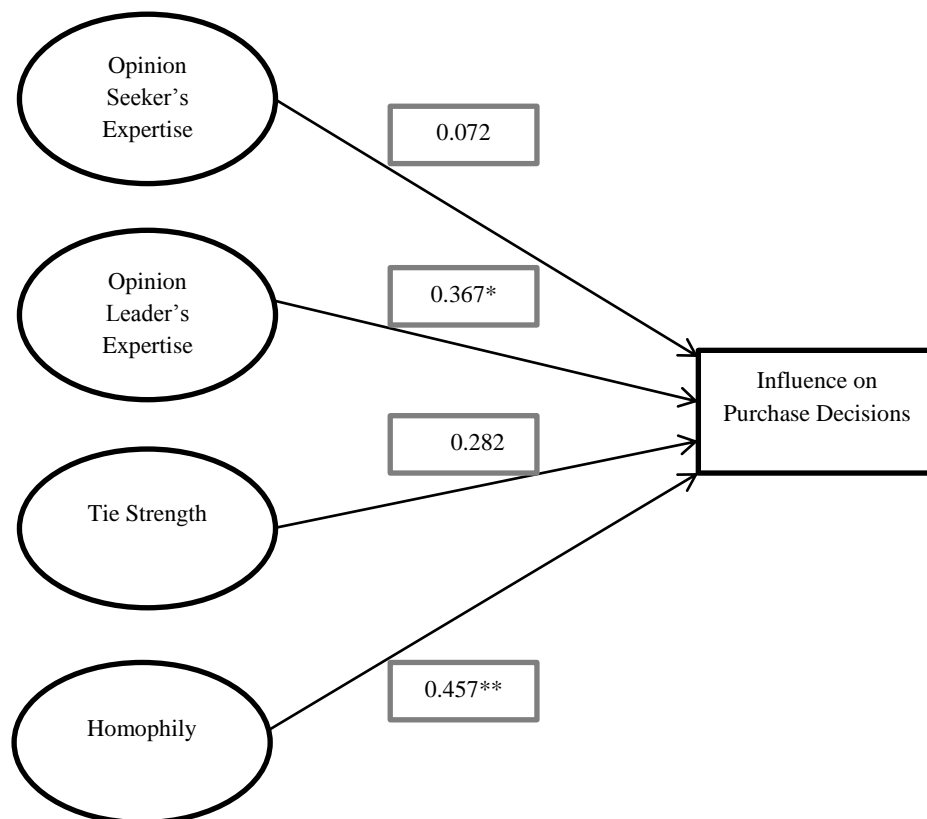 Opinion
Seeker’s
Expertise
0.072
Opinion
Leader’s
Expertise
0.367*
Influence on
Purchase Decisions
Tie Strength
0.282
Homophily
0.457**